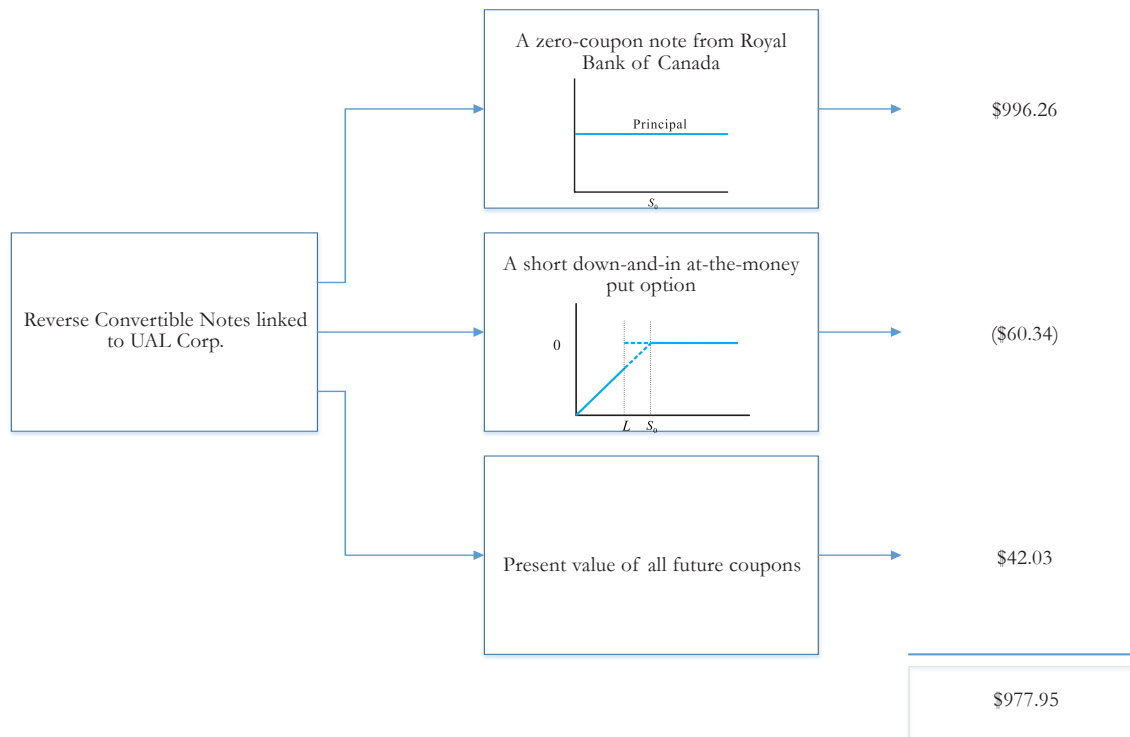 A zero-coupon note from Royal
Bank of Canada
Principal
S₀
$996.26
Reverse Convertible Notes linked
to UAL Corp.
A short down-and-in at-the-money
put option
0
L S₀
($60.34)
Present value of all future coupons
$42.03
$977.95